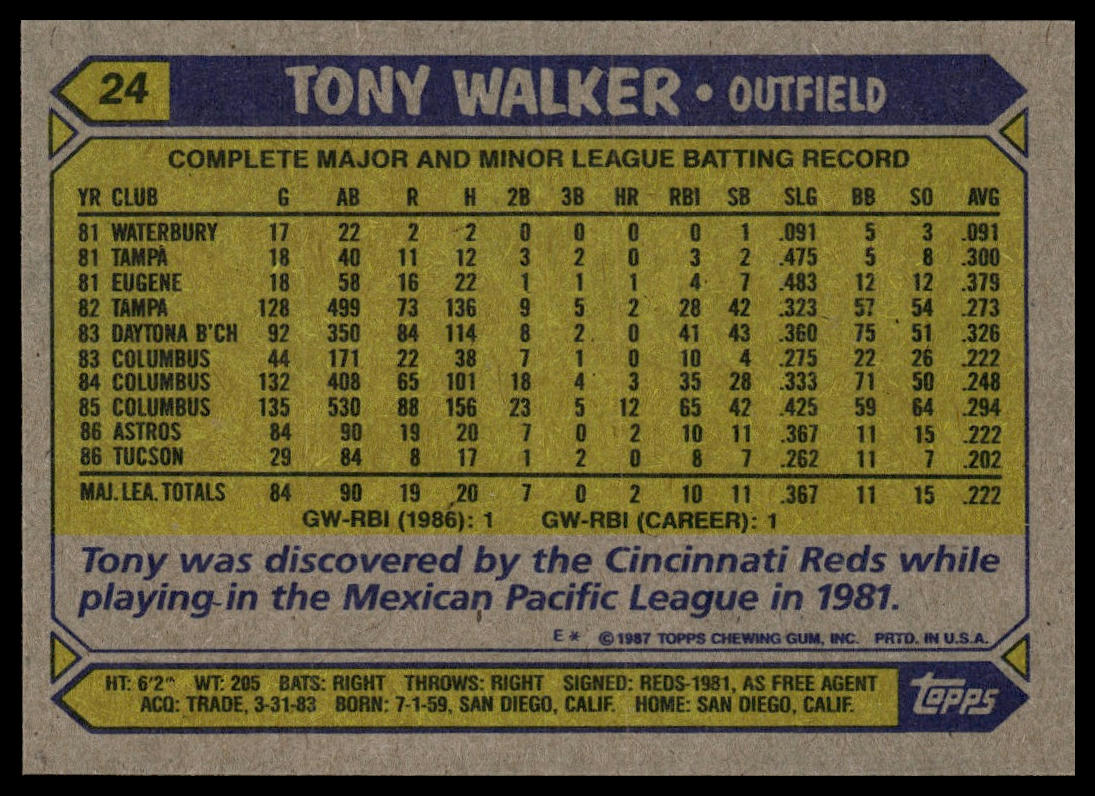 24 TONY WALKER • OUTFIELD
COMPLETE MAJOR AND MINOR LEAGUE BATTING RECORD
YR CLUB G AB R H 2B 3B HR RBI SB SLG BB SO AVG
81 WATERBURY 17 22 2 2 0 0 0 0 1 .091 5 3 .091
81 TAMPA 18 40 11 12 3 2 0 3 2 .475 5 8 .300
81 EUGENE 18 58 16 22 1 1 1 4 7 .483 12 12 .379
82 TAMPA 128 499 73 136 9 5 2 28 42 .323 57 54 .273
83 DAYTONA B'CH 92 350 84 114 8 2 0 41 43 .360 75 51 .326
83 COLUMBUS 44 171 22 38 7 1 0 10 4 .275 22 26 .222
84 COLUMBUS 132 408 65 101 18 4 3 35 28 .333 71 50 .248
85 COLUMBUS 135 530 88 156 23 5 12 65 42 .425 59 64 .294
86 ASTROS 84 90 19 20 7 0 2 10 11 .367 11 15 .222
86 TUCSON 29 84 8 17 1 2 0 8 7 .262 11 7 .202
MAJ. LEA. TOTALS 84 90 19 20 7 0 2 10 11 .367 11 15 .222
GW-RBI (1986): 1 GW-RBI (CAREER): 1
Tony was discovered by the Cincinnati Reds while
playing in the Mexican Pacific League in 1981.
E * © 1987 TOPPS CHEWING GUM, INC. PRTD. IN U.S.A.
HT: 6'2" WT: 205 BATS: RIGHT THROWS: RIGHT SIGNED: REDS-1981, AS FREE AGENT
ACQ: TRADE, 3-31-83 BORN: 7-1-59, SAN DIEGO, CALIF. HOME: SAN DIEGO, CALIF.
topps